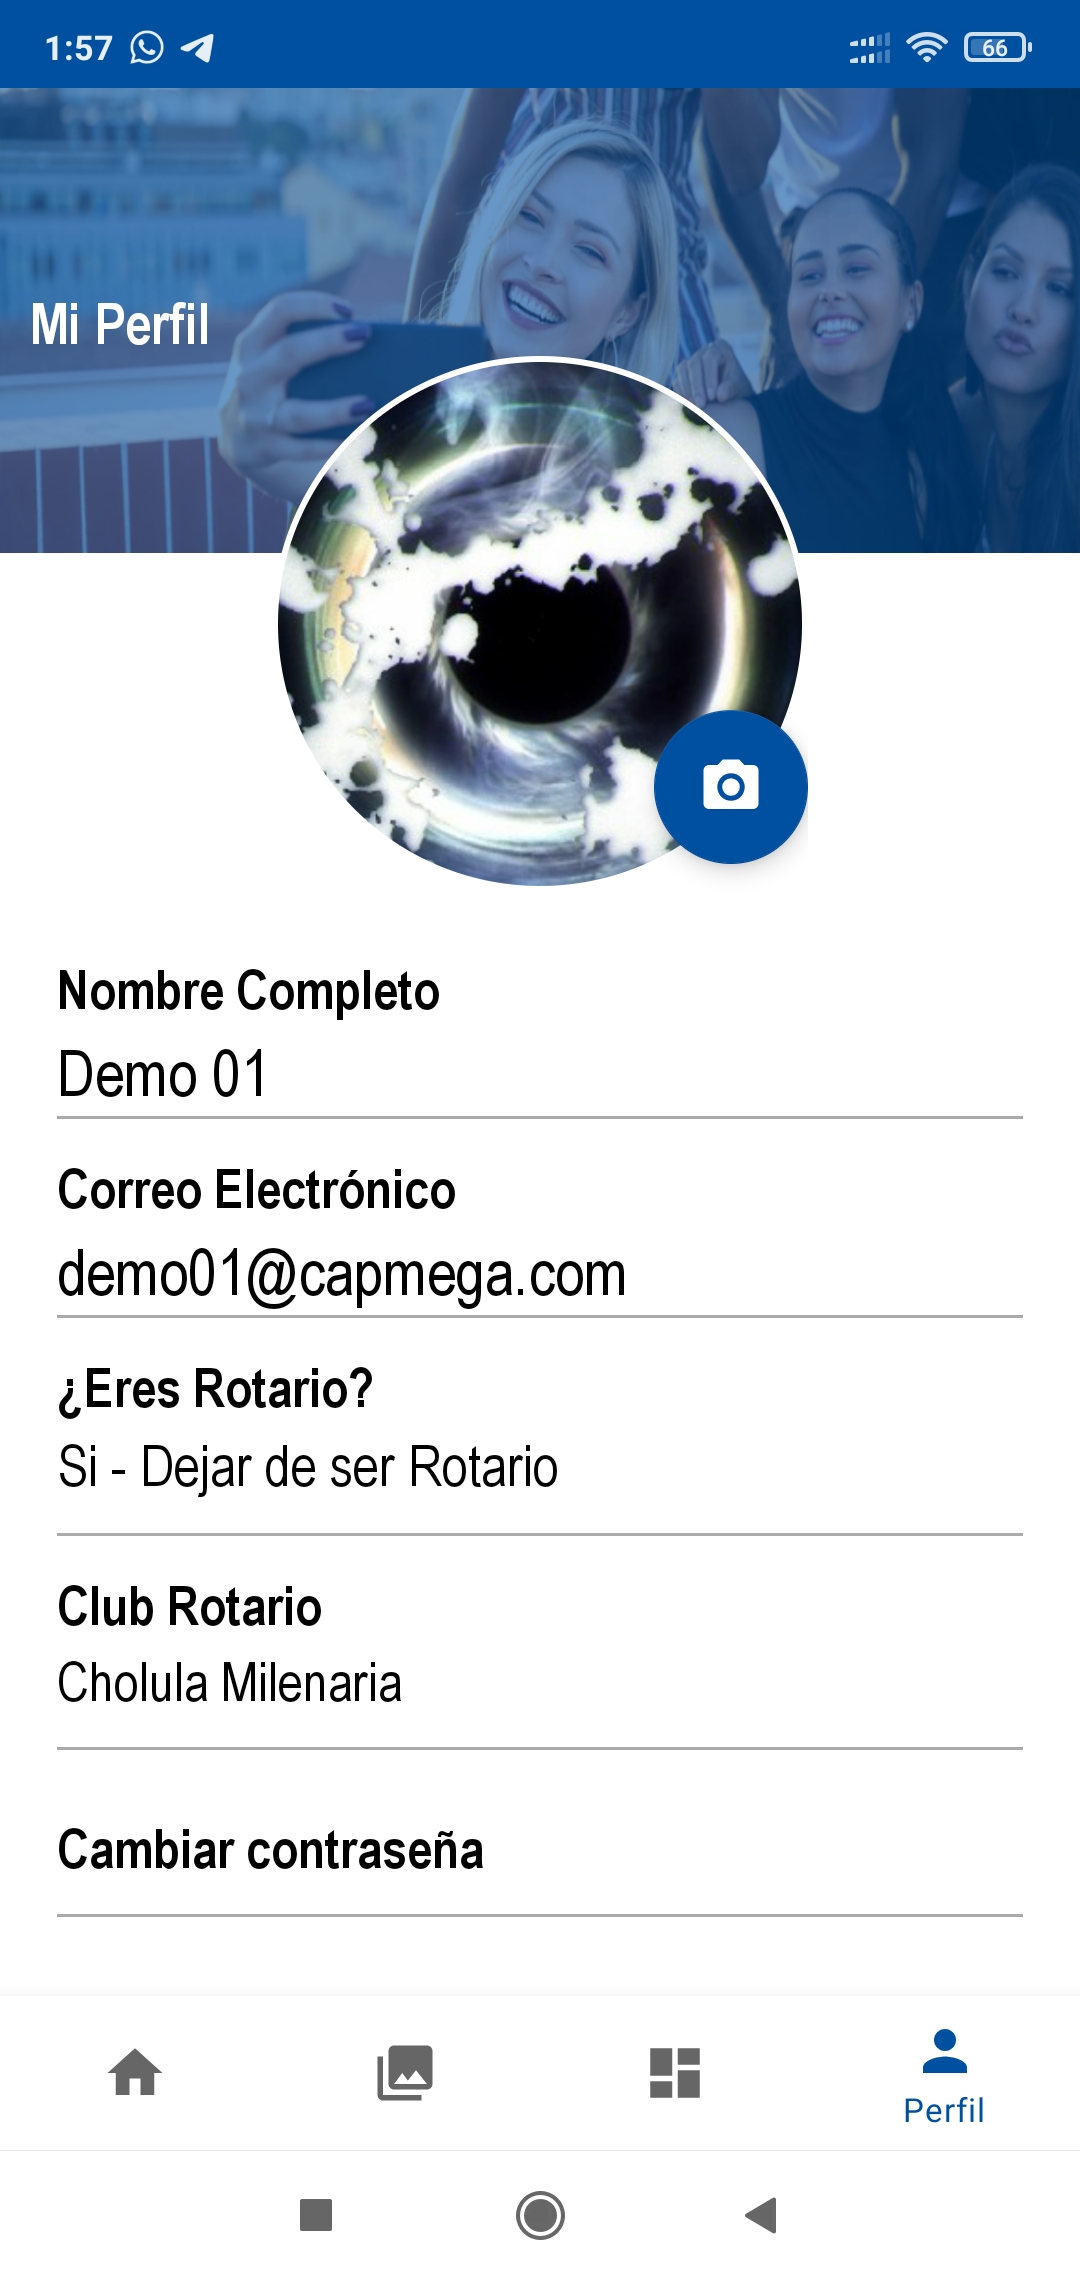 1:57
66
Mi Perfil
Nombre Completo
Demo 01
Correo Electrónico
demo01@capmega.com
¿Eres Rotario?
Si - Dejar de ser Rotario
Club Rotario
Cholula Milenaria
Cambiar contraseña
Perfil